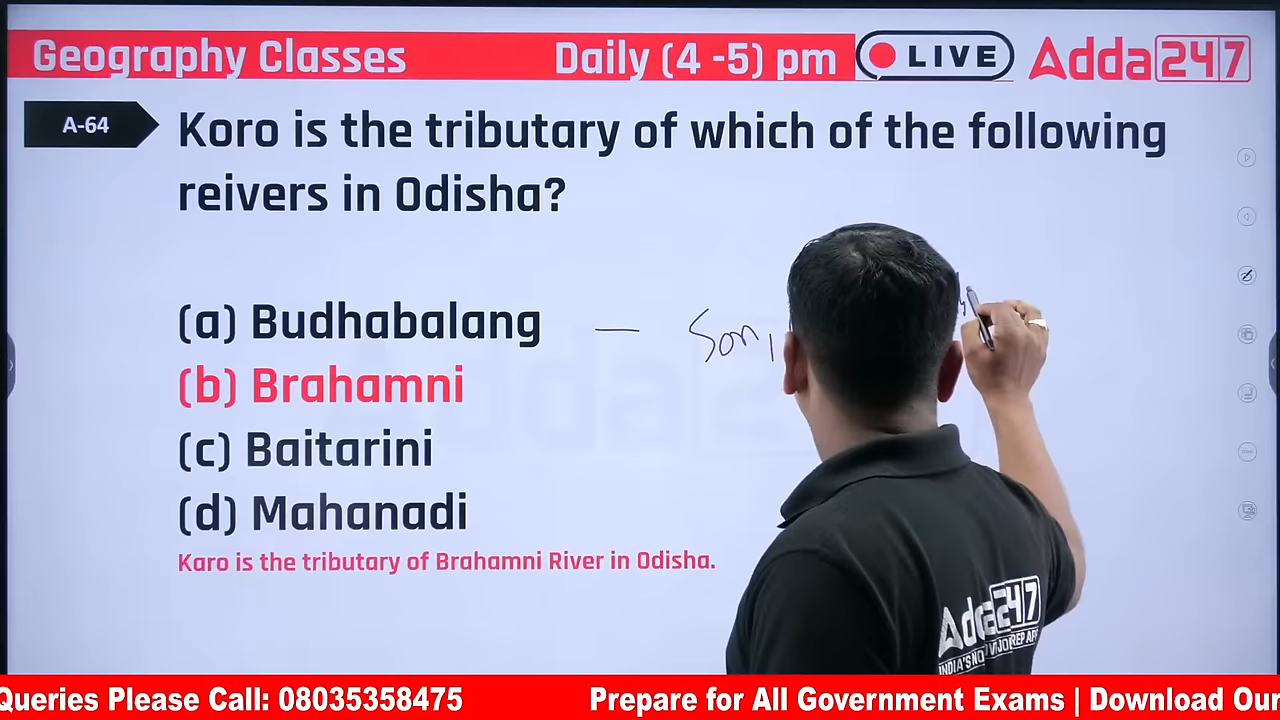 Geography Classes Daily (4 -5) pm LIVE Adda247
A-64
Koro is the tributary of which of the following
reivers in Odisha?
(a) Budhabalang — Son,
(b) Brahamni
(c) Baitarini
(d) Mahanadi
Karo is the tributary of Brahamni River in Odisha.
Adda247
Queries Please Call: 08035358475 Prepare for All Government Exams | Download Our